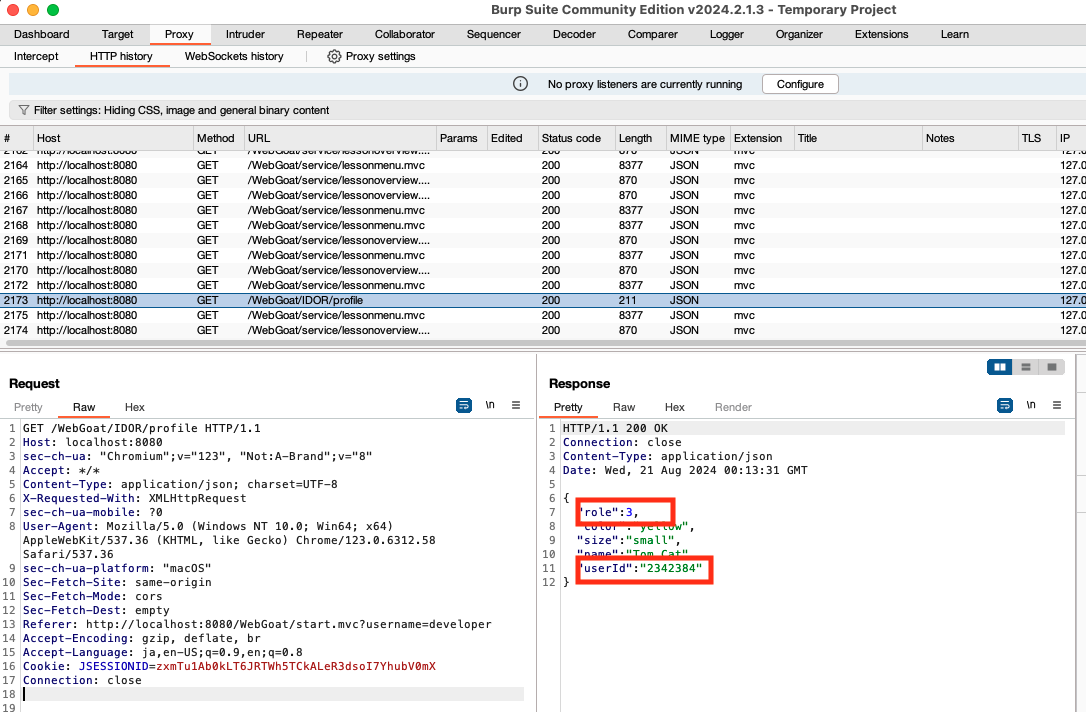 Burp Suite Community Edition v2024.2.1.3 - Temporary Project
Dashboard Target Proxy Intruder Repeater Collaborator Sequencer Decoder Comparer Logger Organizer Extensions Learn
Intercept HTTP history WebSockets history Proxy settings
No proxy listeners are currently running Configure
Filter settings: Hiding CSS, image and general binary content
# Host Method URL Params Edited Status code Length MIME type Extension Title Notes TLS IP
2162 http://localhost:8080 GET /WebGoat/service/lessonoverview.... 200 870 JSON mvc 127.0
2164 http://localhost:8080 GET /WebGoat/service/lessonmenu.mvc 200 8377 JSON mvc 127.0
2165 http://localhost:8080 GET /WebGoat/service/lessonoverview.... 200 870 JSON mvc 127.0
2166 http://localhost:8080 GET /WebGoat/service/lessonoverview.... 200 870 JSON mvc 127.0
2167 http://localhost:8080 GET /WebGoat/service/lessonmenu.mvc 200 8377 JSON mvc 127.0
2168 http://localhost:8080 GET /WebGoat/service/lessonmenu.mvc 200 8377 JSON mvc 127.0
2169 http://localhost:8080 GET /WebGoat/service/lessonoverview.... 200 870 JSON mvc 127.0
2171 http://localhost:8080 GET /WebGoat/service/lessonmenu.mvc 200 8377 JSON mvc 127.0
2170 http://localhost:8080 GET /WebGoat/service/lessonoverview.... 200 870 JSON mvc 127.0
2172 http://localhost:8080 GET /WebGoat/service/lessonmenu.mvc 200 8377 JSON mvc 127.0
2173 http://localhost:8080 GET /WebGoat/IDOR/profile 200 211 JSON 127.0
2175 http://localhost:8080 GET /WebGoat/service/lessonmenu.mvc 200 8377 JSON mvc 127.0
2174 http://localhost:8080 GET /WebGoat/service/lessonoverview.... 200 870 JSON mvc 127.0
Request
Pretty Raw Hex \n
1 GET /WebGoat/IDOR/profile HTTP/1.1
2 Host: localhost:8080
3 sec-ch-ua: "Chromium";v="123", "Not:A-Brand";v="8"
4 Accept: */*
5 Content-Type: application/json; charset=UTF-8
6 X-Requested-With: XMLHttpRequest
7 sec-ch-ua-mobile: ?0
8 User-Agent: Mozilla/5.0 (Windows NT 10.0; Win64; x64)
AppleWebKit/537.36 (KHTML, like Gecko) Chrome/123.0.6312.58
Safari/537.36
9 sec-ch-ua-platform: "macOS"
10 Sec-Fetch-Site: same-origin
11 Sec-Fetch-Mode: cors
12 Sec-Fetch-Dest: empty
13 Referer: http://localhost:8080/WebGoat/start.mvc?username=developer
14 Accept-Encoding: gzip, deflate, br
15 Accept-Language: ja,en-US;q=0.9,en;q=0.8
16 Cookie: JSESSIONID=zxmTu1Ab0kLT6JRTWh5TCkALeR3dsoI7YhubV0mX
17 Connection: close
18
19
Response
Pretty Raw Hex Render \n
1 HTTP/1.1 200 OK
2 Connection: close
3 Content-Type: application/json
4 Date: Wed, 21 Aug 2024 00:13:31 GMT
5
6 {
7 "role":3,
8 "color":"yellow",
9 "size":"small",
10 "name":"Tom Cat",
11 "userId":"2342384"
12 }